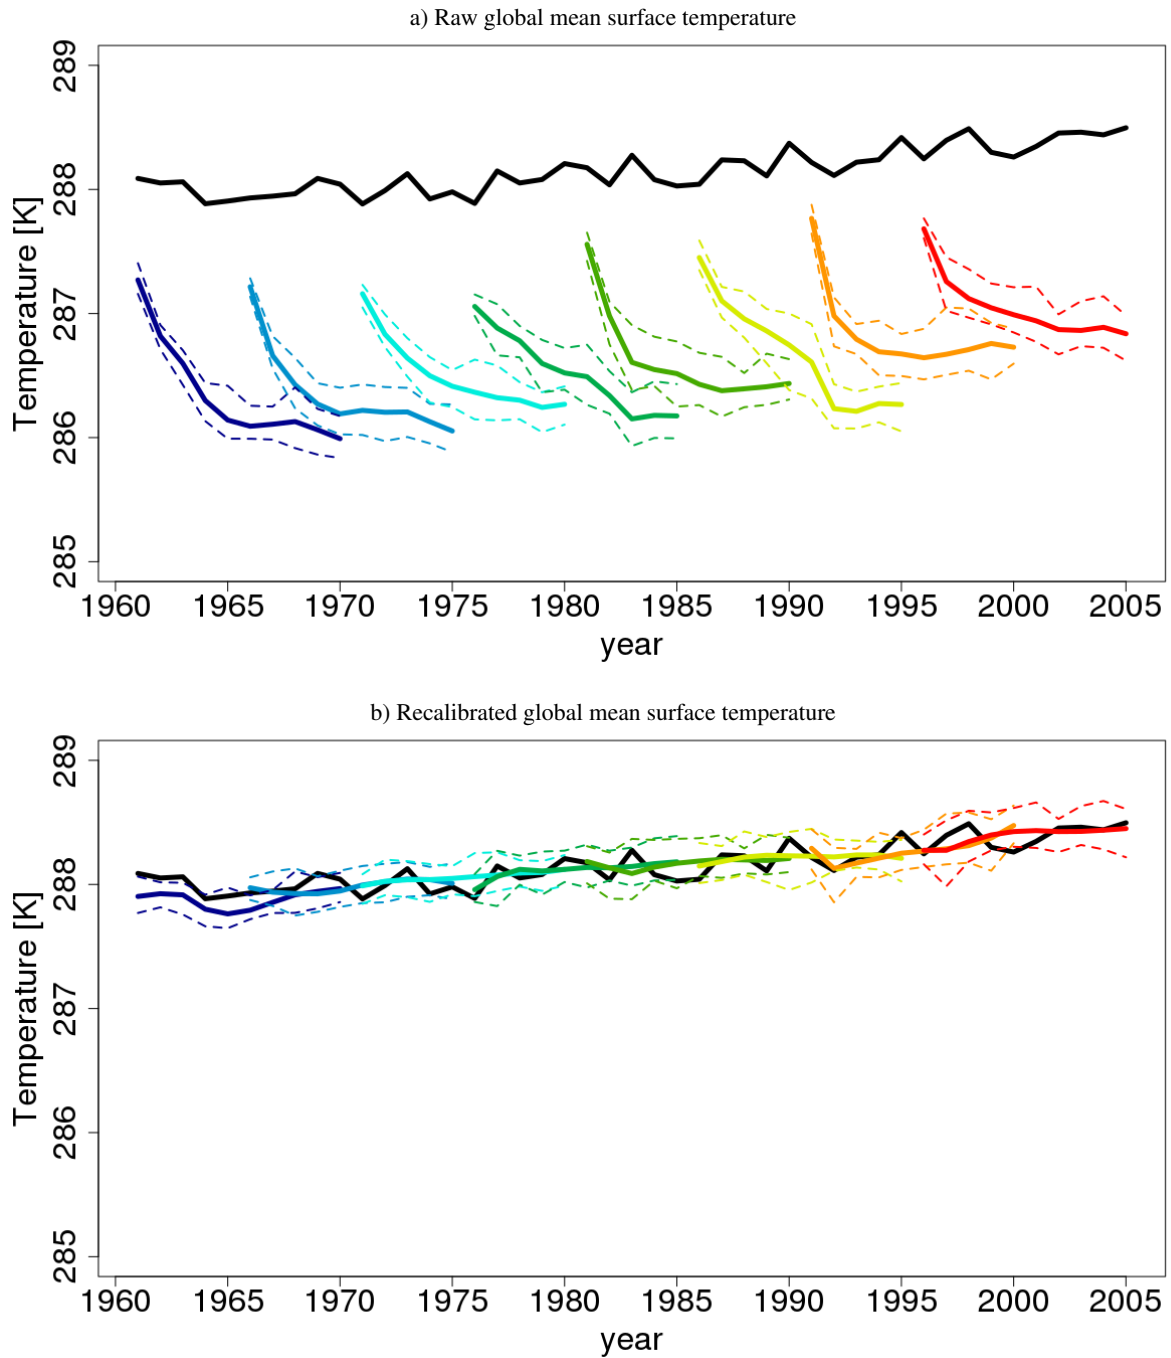 a) Raw global mean surface temperature
289
288
287
286
285
Temperature [K]
1960 1965 1970 1975 1980 1985 1990 1995 2000 2005
year
b) Recalibrated global mean surface temperature
289
288
287
286
285
Temperature [K]
1960 1965 1970 1975 1980 1985 1990 1995 2000 2005
year